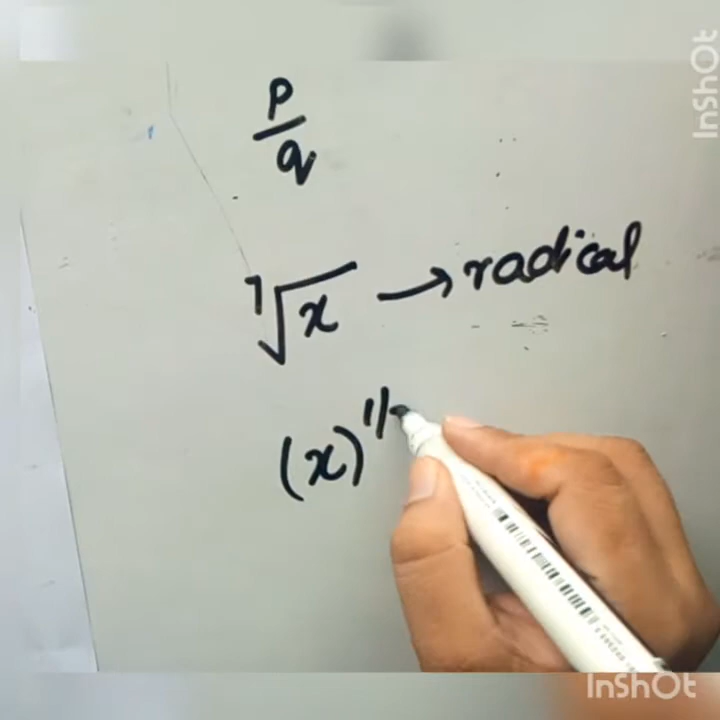 p
q
7√x → radical
(x)^1/
InShOt
InShOt